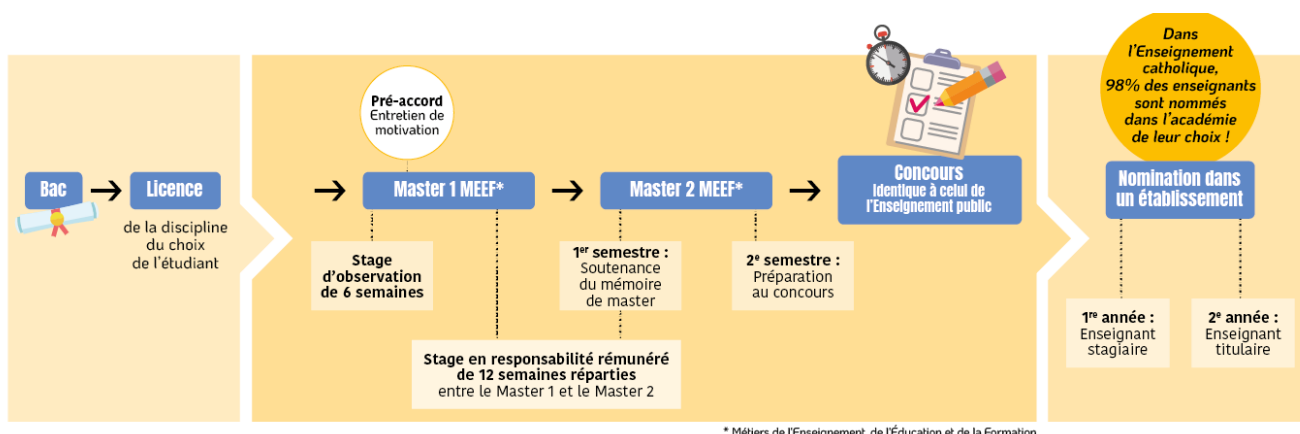 Bac
Licence
de la discipline
du choix
de l'étudiant
Pré-accord
Entretien de
motivation
Master 1 MEEF*
Stage
d'observation
de 6 semaines
Master 2 MEEF*
1er semestre :
Soutenance
du mémoire
de master
2e semestre :
Préparation
au concours
Stage en responsabilité rémunéré
de 12 semaines réparties
entre le Master 1 et le Master 2
Concours
Identique à celui de
l'Enseignement public
Dans
l'Enseignement
catholique,
98% des enseignants
sont nommés
dans l'académie
de leur choix !
Nomination dans
un établissement
1re année :
Enseignant
stagiaire
2e année :
Enseignant
titulaire
* Métiers de l'Enseignement, de l'Éducation et de la Formation